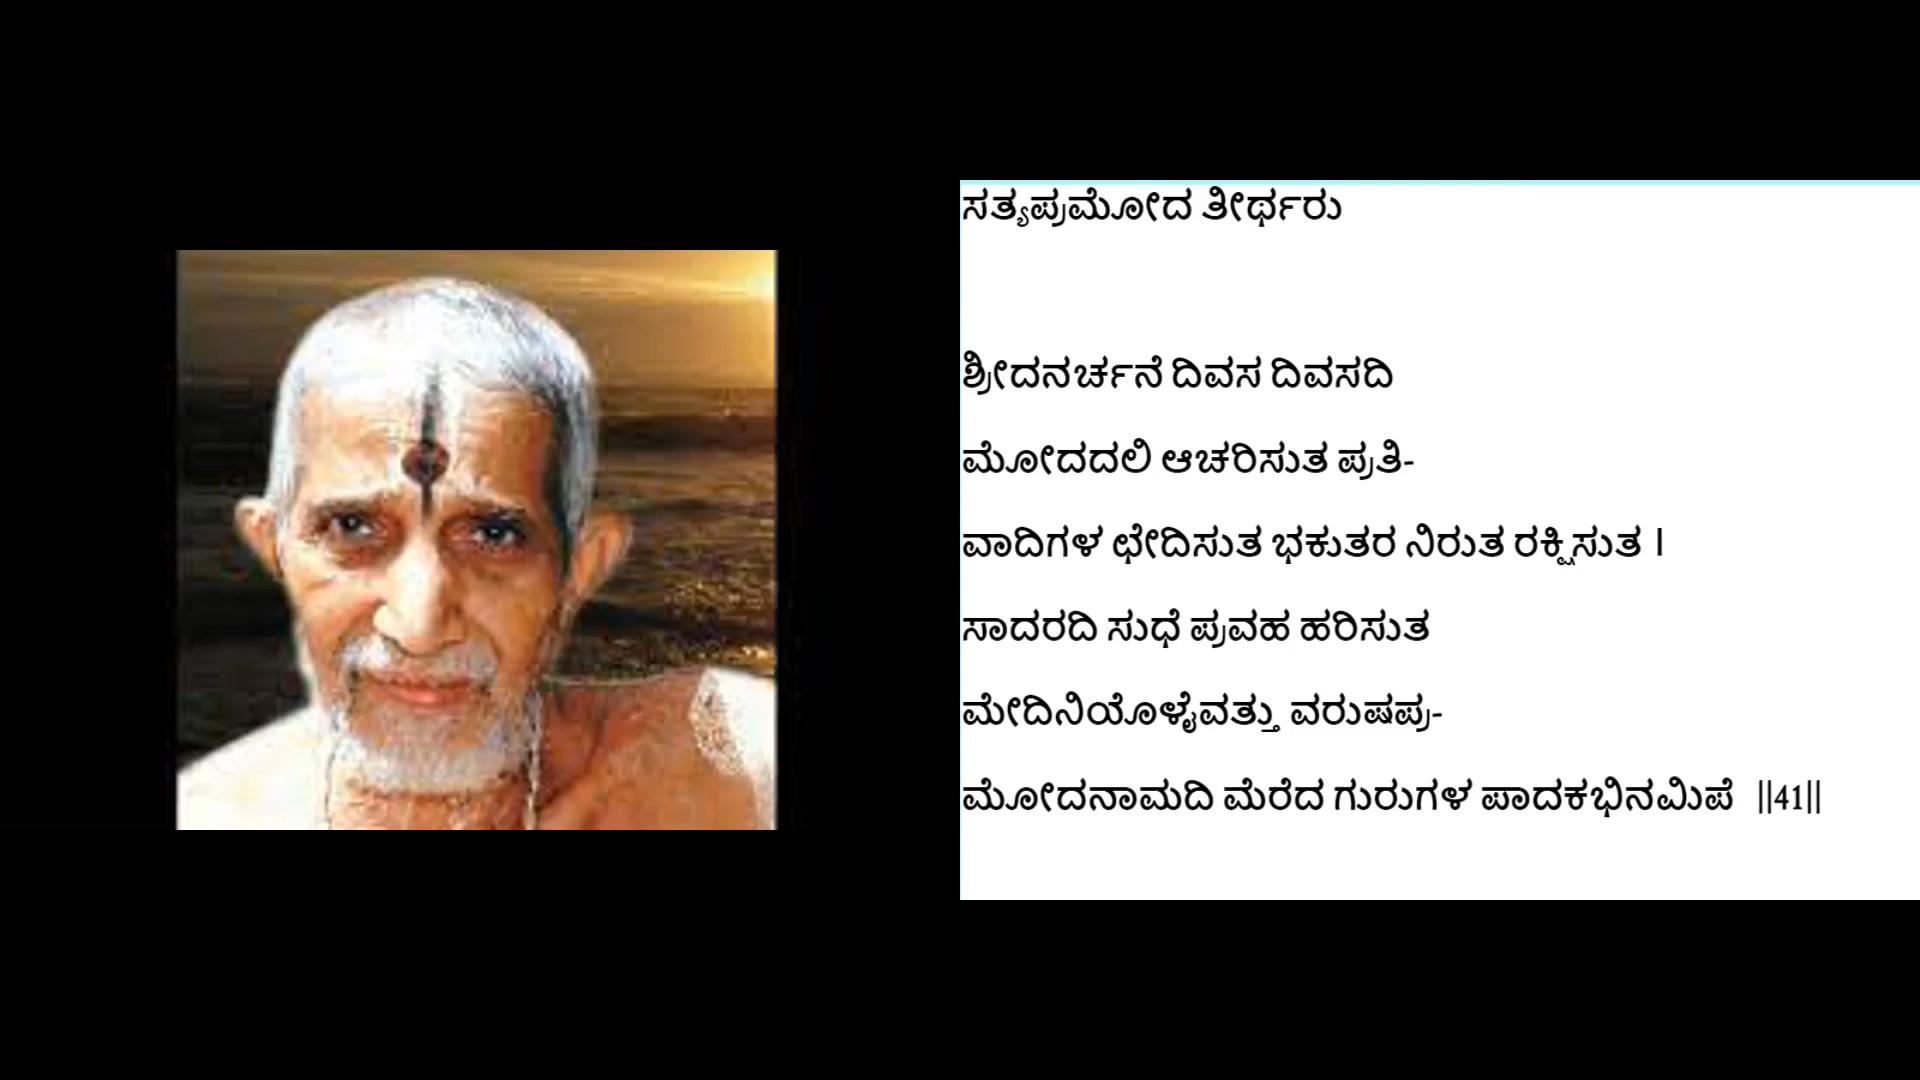 ಸತ್ಯಪ್ರಮೋದ ತೀರ್ಥರು
ಶ್ರೀದನರ್ಚನೆ ದಿವಸ ದಿವಸದಿ
ಮೋದದಲಿ ಆಚರಿಸುತ ಪ್ರತಿ-
ವಾದಿಗಳ ಛೇದಿಸುತ ಭಕುತರ ನಿರುತ ರಕ್ಷಿಸುತ ।
ಸಾದರದಿ ಸುಧೆ ಪ್ರವಹ ಹರಿಸುತ
ಮೇದಿನಿಯೊಳೈವತ್ತು ವರುಷಪ್ರ-
ಮೋದನಾಮದಿ ಮೆರೆದ ಗುರುಗಳ ಪಾದಕಭಿನಮಿಪೆ ||41||